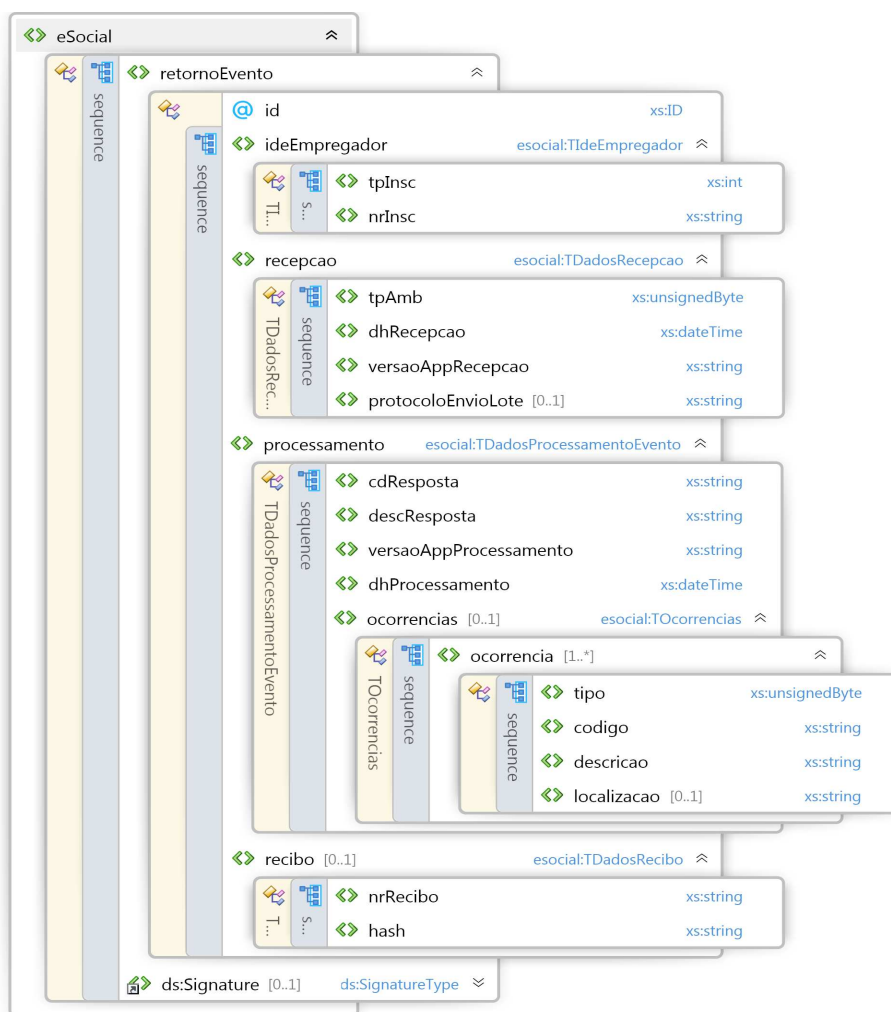 eSocial
sequence
retornoEvento
sequence
@ id xs:ID
ideEmpregador esocial:TIdeEmpregador
TI... s... tpInsc xs:int
nrInsc xs:string
recepcao esocial:TDadosRecepcao
TDadosRec... sequence tpAmb xs:unsignedByte
dhRecepcao xs:dateTime
versaoAppRecepcao xs:string
protocoloEnvioLote [0..1] xs:string
processamento esocial:TDadosProcessamentoEvento
TDadosProcessamentoEvento sequence cdResposta xs:string
descResposta xs:string
versaoAppProcessamento xs:string
dhProcessamento xs:dateTime
ocorrencias [0..1] esocial:TOcorrencias
TOcorrencias sequence ocorrencia [1..*]
sequence tipo xs:unsignedByte
codigo xs:string
descricao xs:string
localizacao [0..1] xs:string
recibo [0..1] esocial:TDadosRecibo
T... s... nrRecibo xs:string
hash xs:string
ds:Signature [0..1] ds:SignatureType